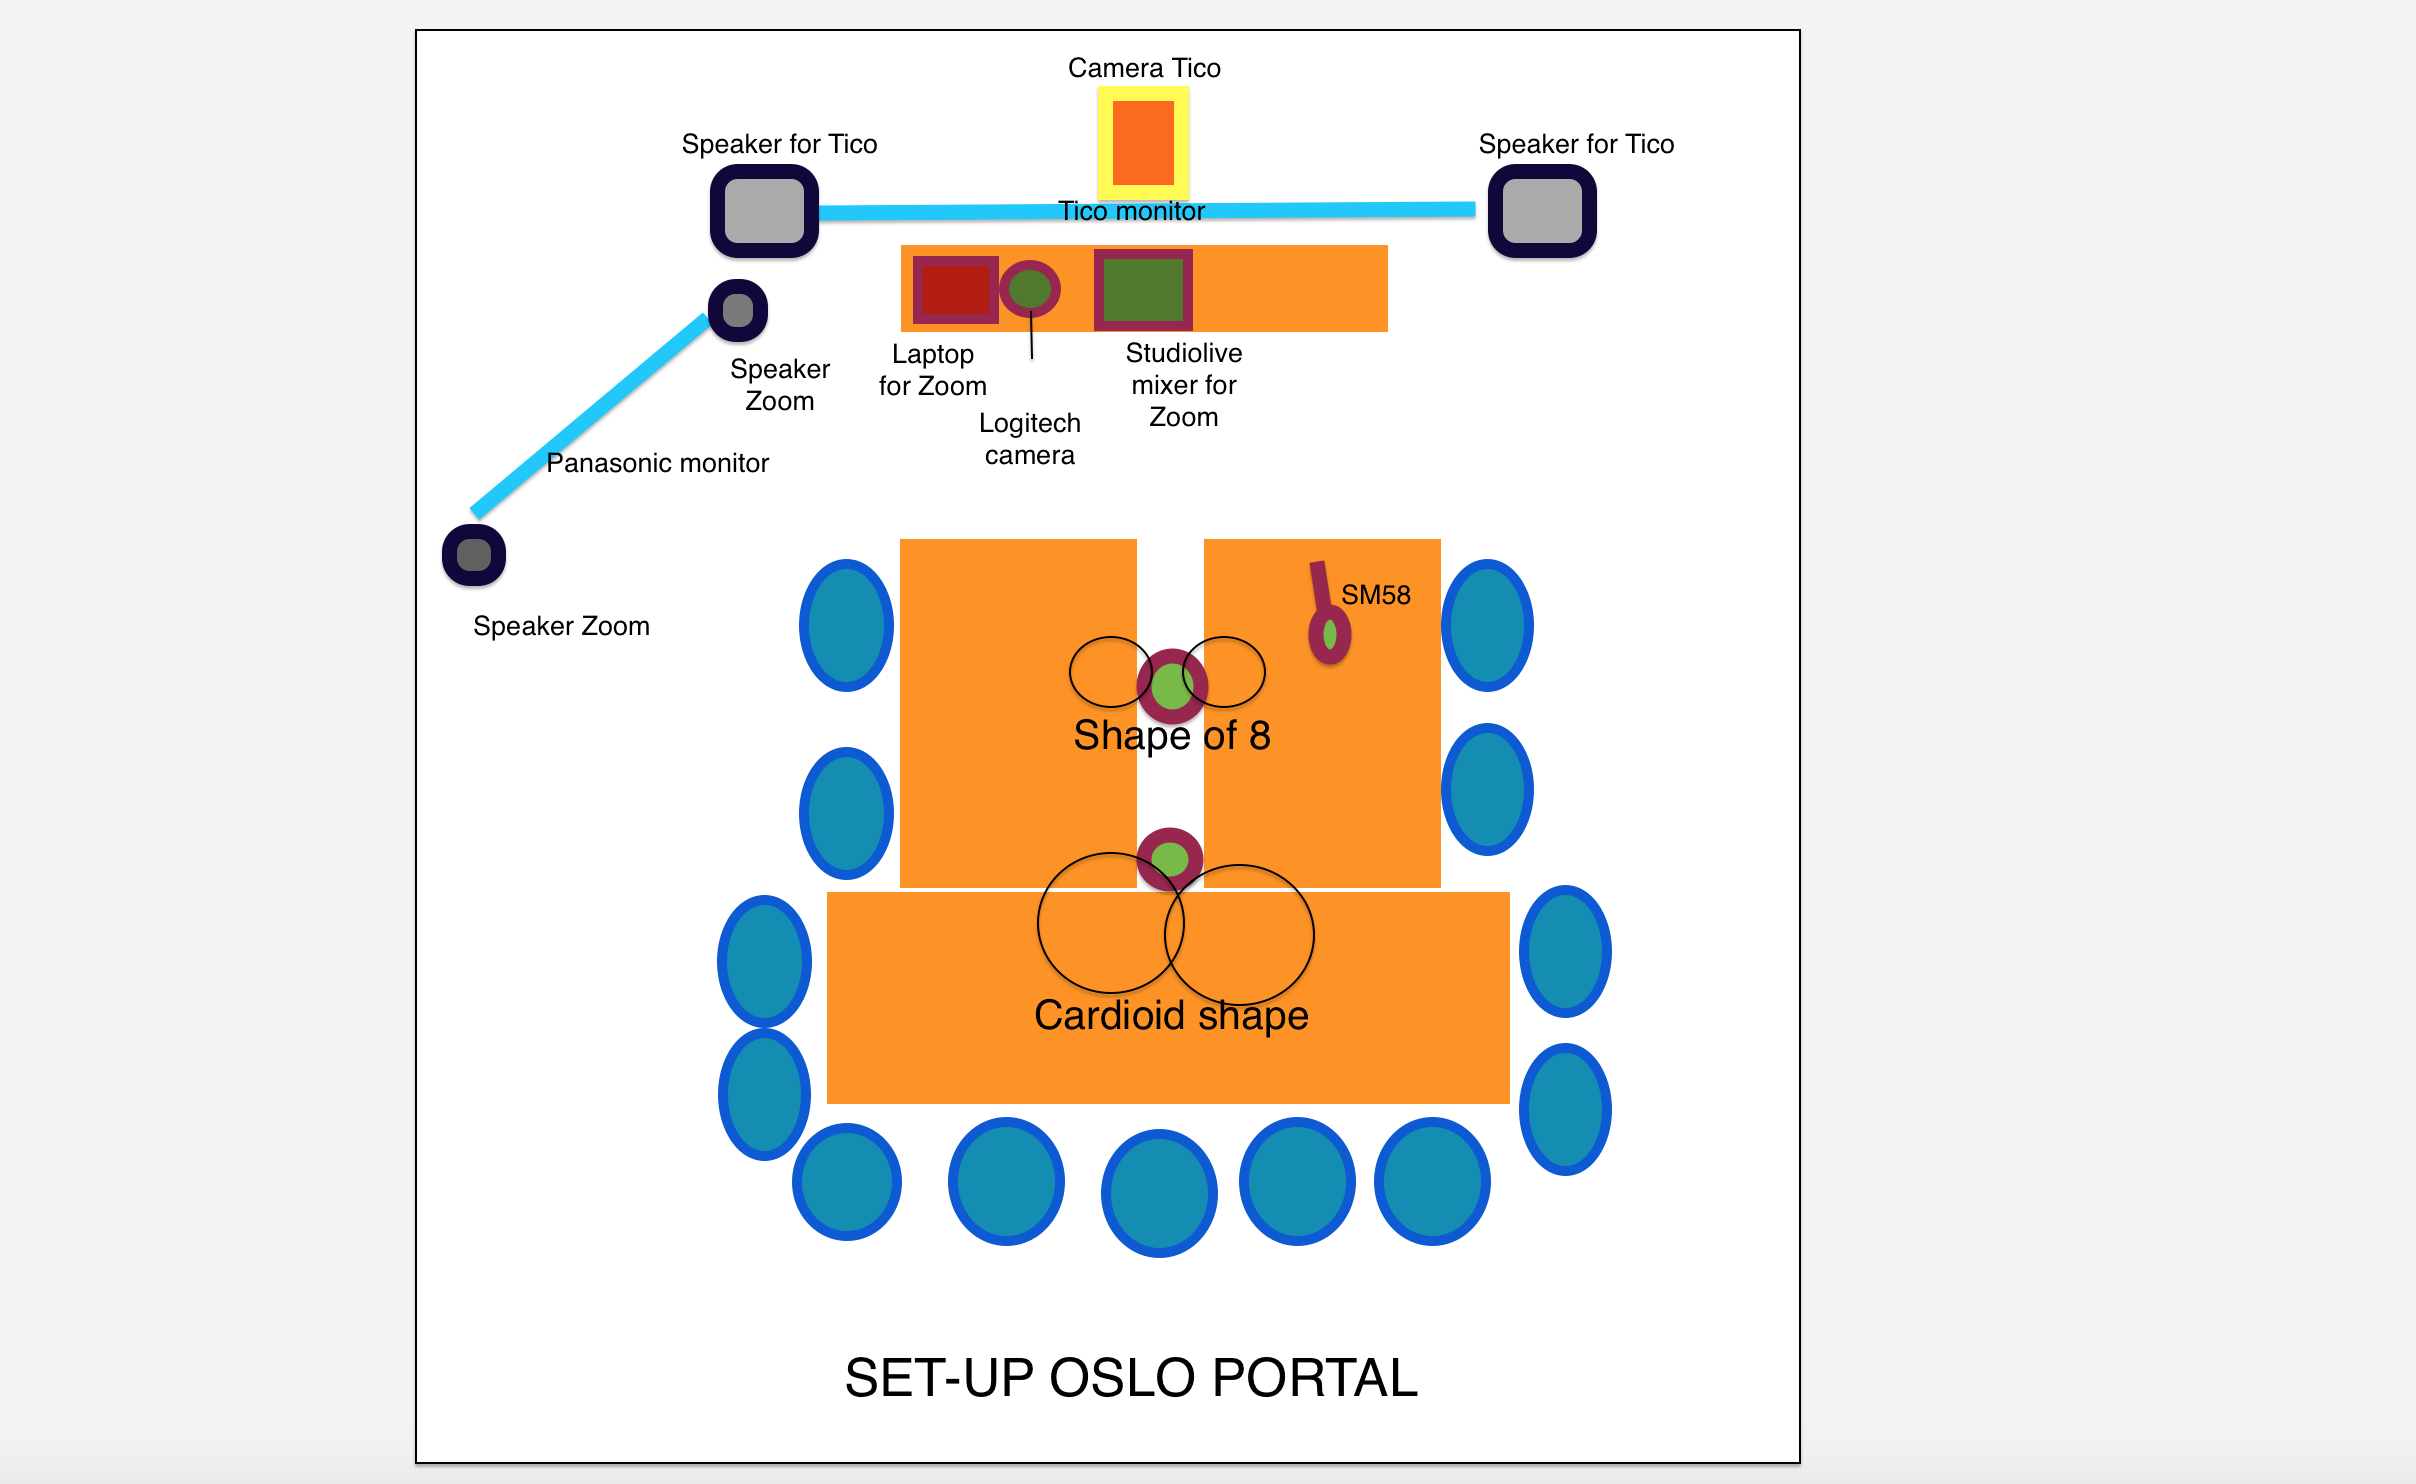 Camera Tico
Speaker for Tico
Speaker for Tico
Tico monitor
Speaker
Zoom
Laptop
for Zoom
Logitech
camera
Studiolive
mixer for
Zoom
Panasonic monitor
Speaker Zoom
SM58
Shape of 8
Cardioid shape
SET-UP OSLO PORTAL